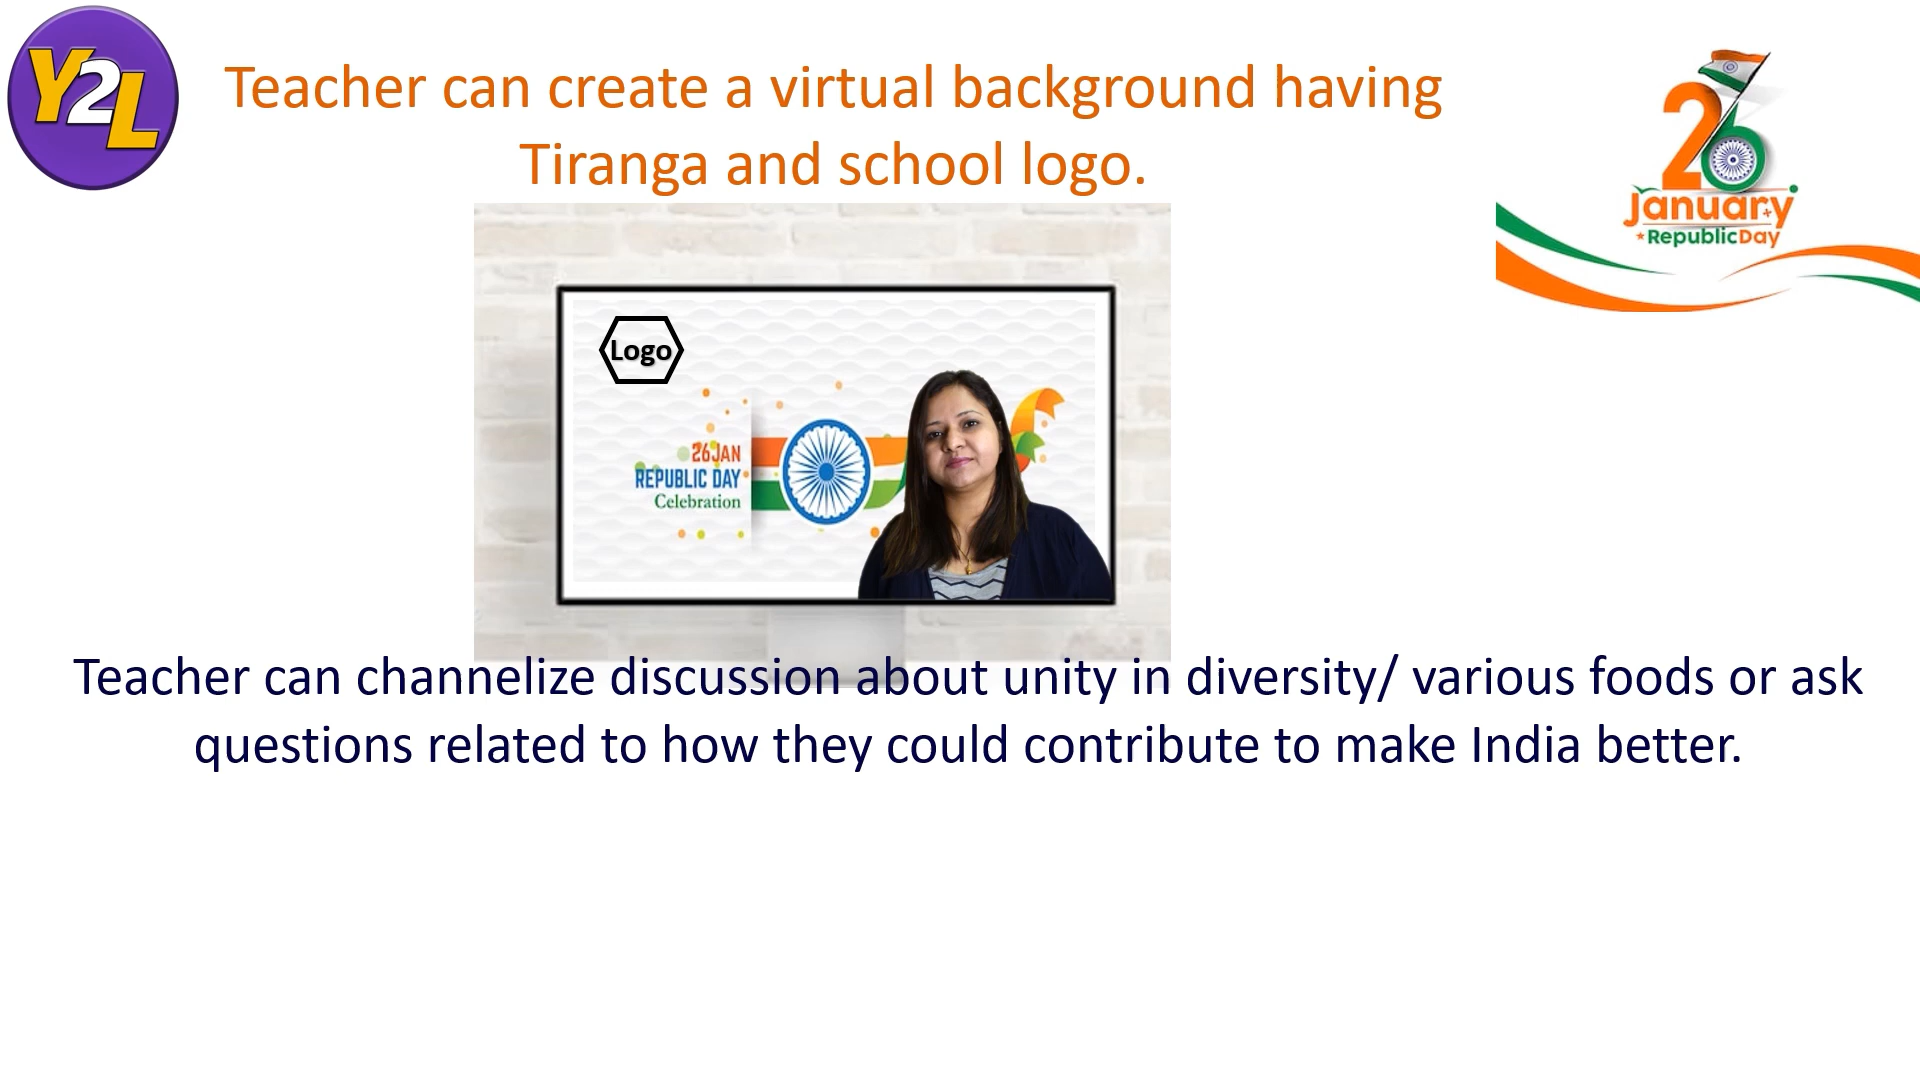 Y2L
Teacher can create a virtual background having
Tiranga and school logo.
26
January
RepublicDay
Logo
26JAN
REPUBLIC DAY
Celebration
Teacher can channelize discussion about unity in diversity/ various foods or ask
questions related to how they could contribute to make India better.